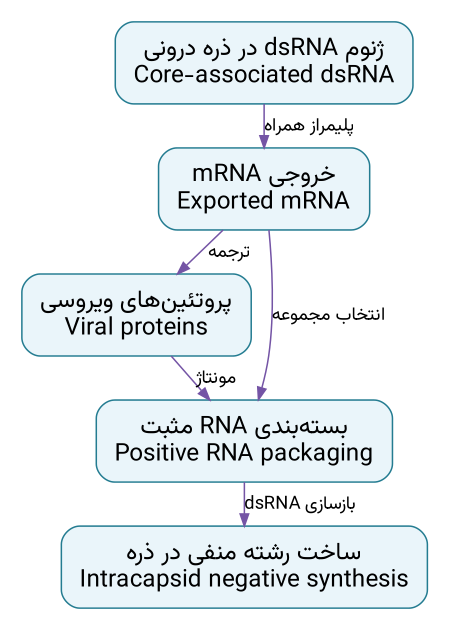 ژنوم dsRNA در ذره درونی
Core-associated dsRNA
پلیمراز همراه
mRNA خروجی
Exported mRNA
ترجمه
پروتئین‌های ویروسی
Viral proteins
انتخاب مجموعه
مونتاژ
بسته‌بندی RNA مثبت
Positive RNA packaging
بازسازی dsRNA
ساخت رشته منفی در ذره
Intracapsid negative synthesis